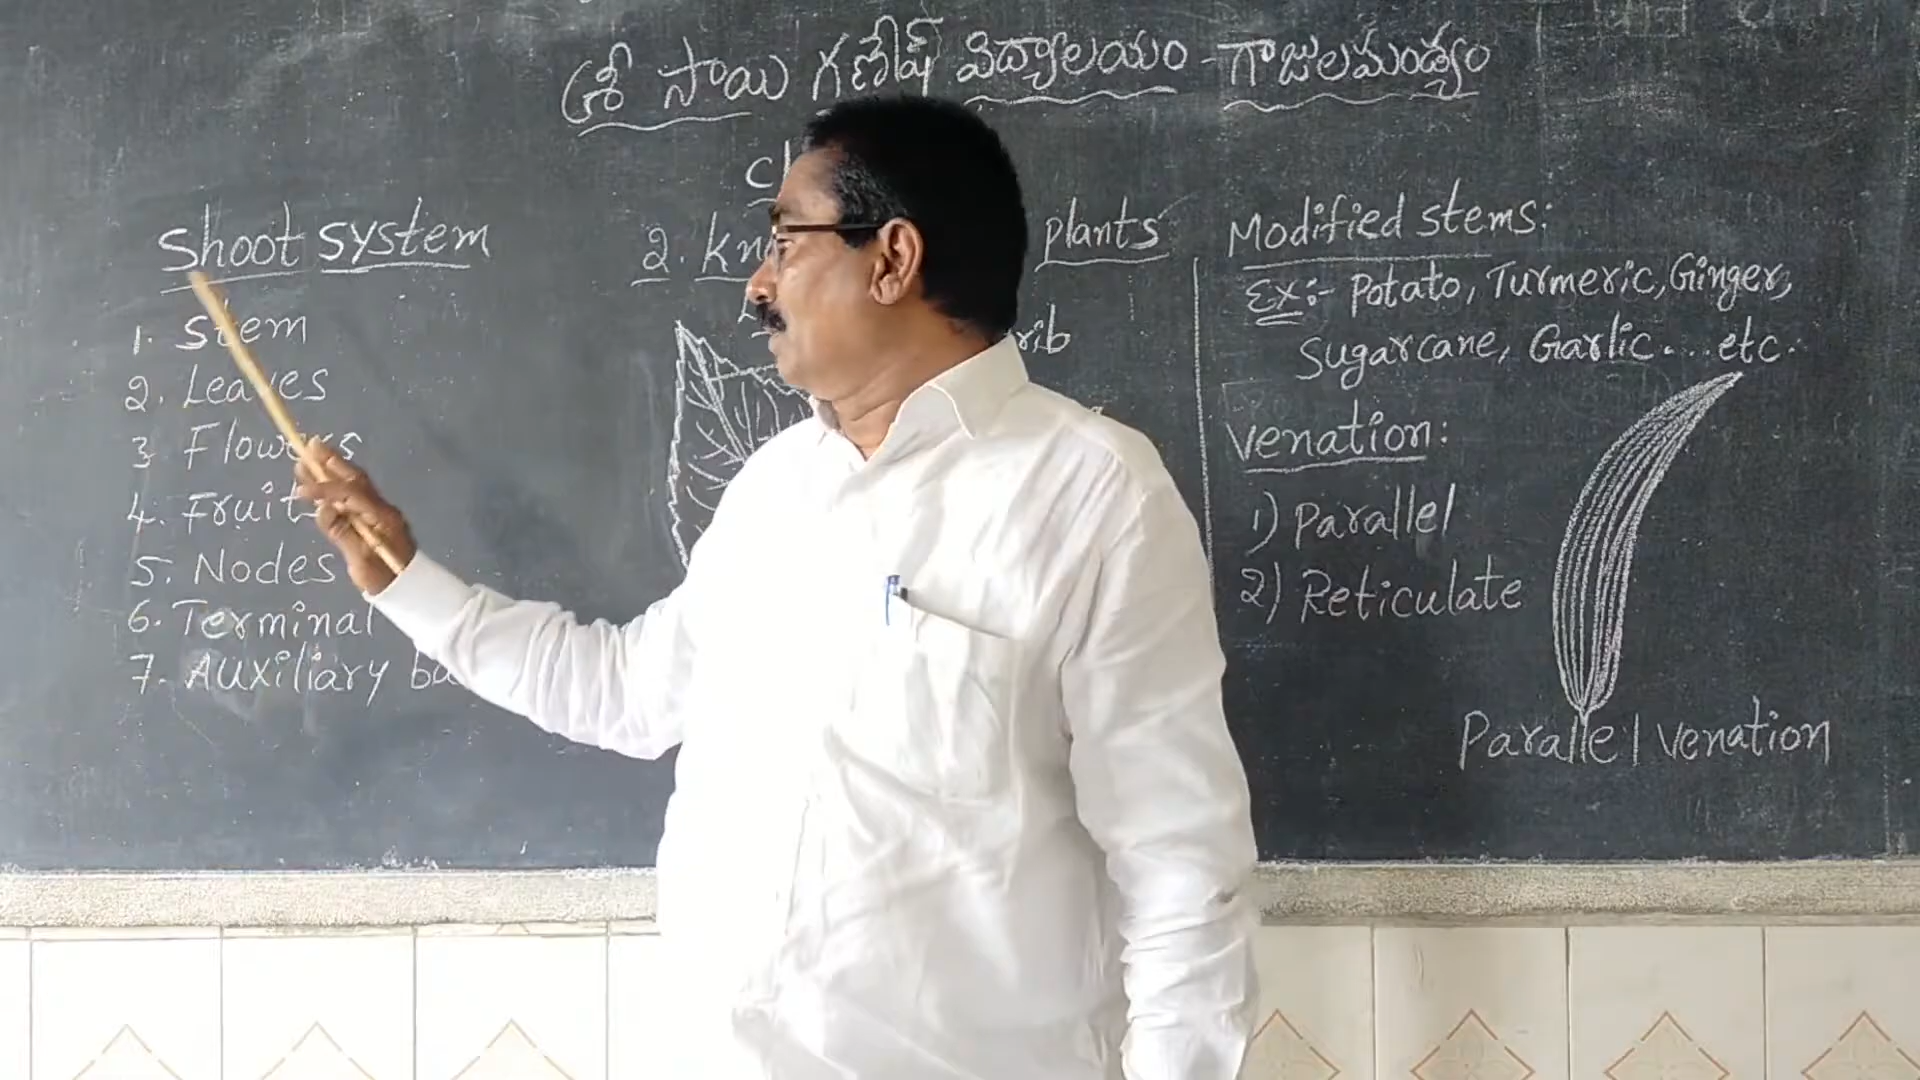 శ్రీ సాయి గణేష్ విద్యాలయం - గాజులమండ్యం
Shoot system
1. Stem
2. Leaves
3 Flowers
4. Fruits
5. Nodes
6. Terminal
7. Auxiliary
2. plants
Modified stems:
Ex:- Potato, Turmeric, Ginger,
Sugarcane, Garlic.... etc.
Venation:
1) Parallel
2) Reticulate
Parallel venation